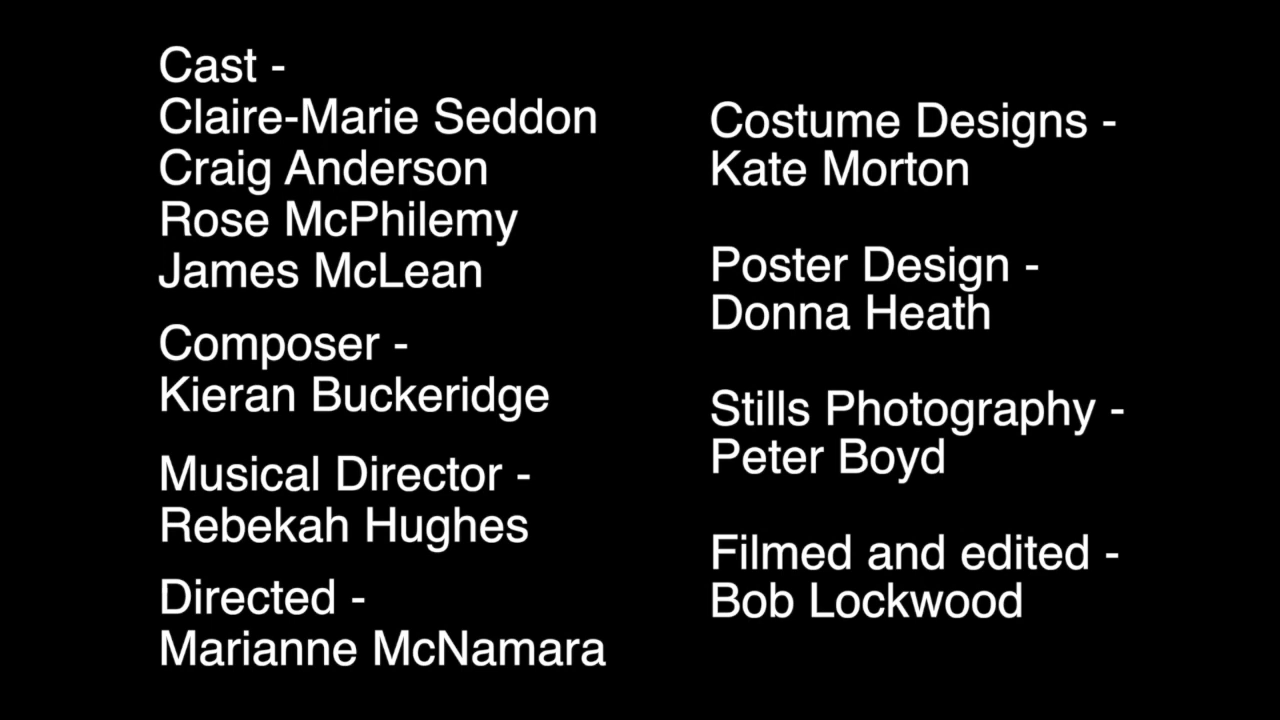 Cast -
Claire-Marie Seddon
Craig Anderson
Rose McPhilemy
James McLean
Composer -
Kieran Buckeridge
Musical Director -
Rebekah Hughes
Directed -
Marianne McNamara
Costume Designs -
Kate Morton
Poster Design -
Donna Heath
Stills Photography -
Peter Boyd
Filmed and edited -
Bob Lockwood